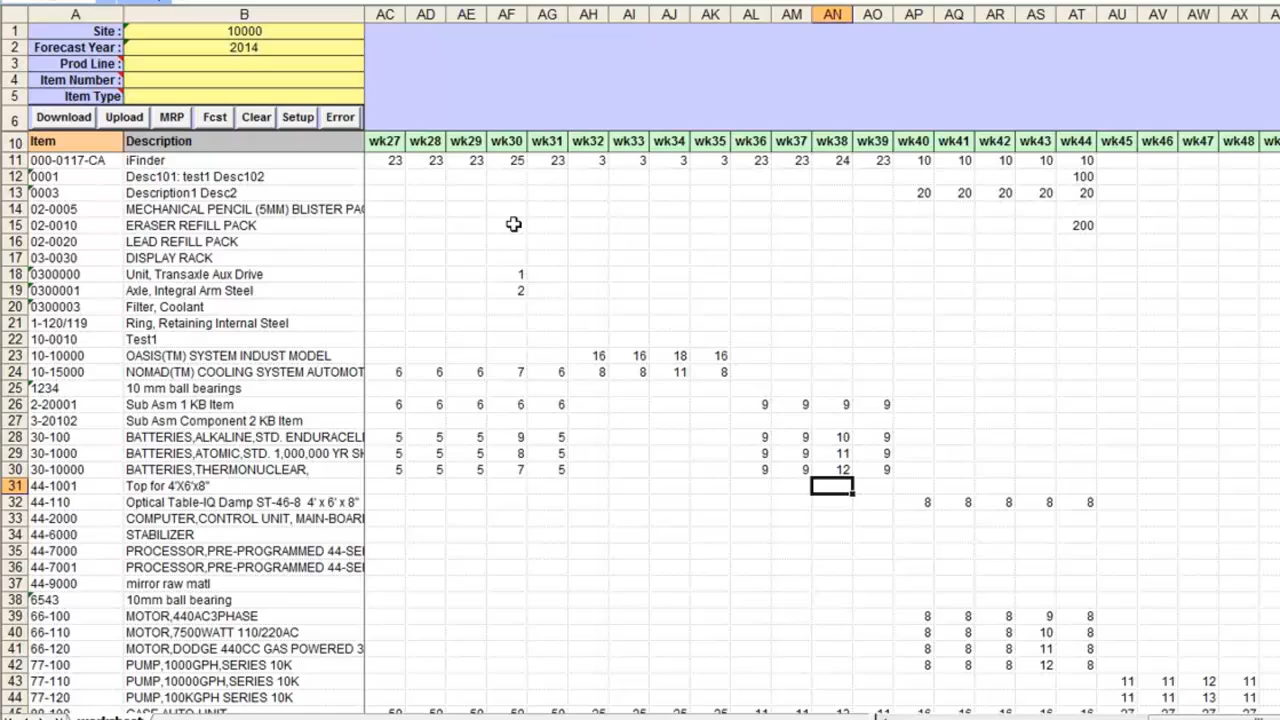 A B AC AD AE AF AG AH AI AJ AK AL AM AN AO AP AQ AR AS AT AU AV AW AX
1 Site : 10000
2 Forecast Year : 2014
3 Prod Line :
4 Item Number :
5 Item Type
6 Download Upload MRP Fcst Clear Setup Error
10 Item Description wk27 wk28 wk29 wk30 wk31 wk32 wk33 wk34 wk35 wk36 wk37 wk38 wk39 wk40 wk41 wk42 wk43 wk44 wk45 wk46 wk47 wk48
11 000-0117-CA iFinder 23 23 23 25 23 3 3 3 3 23 23 24 23 10 10 10 10 10
12 0001 Desc101: test1 Desc102 100
13 0003 Description1 Desc2 20 20 20 20 20
14 02-0005 MECHANICAL PENCIL (5MM) BLISTER PAC
15 02-0010 ERASER REFILL PACK 200
16 02-0020 LEAD REFILL PACK
17 03-0030 DISPLAY RACK
18 0300000 Unit, Transaxle Aux Drive 1
19 0300001 Axle, Integral Arm Steel 2
20 0300003 Filter, Coolant
21 1-120/119 Ring, Retaining Internal Steel
22 10-0010 Test1
23 10-10000 OASIS(TM) SYSTEM INDUST MODEL 16 16 18 16
24 10-15000 NOMAD(TM) COOLING SYSTEM AUTOMOT 6 6 6 7 6 8 8 11 8
25 1234 10 mm ball bearings
26 2-20001 Sub Asm 1 KB Item 6 6 6 6 6 9 9 9 9
27 3-20102 Sub Asm Component 2 KB Item
28 30-100 BATTERIES,ALKALINE,STD. ENDURACELL 5 5 5 9 5 9 9 10 9
29 30-1000 BATTERIES,ATOMIC,STD. 1,000,000 YR SH 5 5 5 8 5 9 9 11 9
30 30-10000 BATTERIES,THERMONUCLEAR, 5 5 5 7 5 9 9 12 9
31 44-1001 Top for 4'X6'x8"
32 44-110 Optical Table-IQ Damp ST-46-8 4' x 6' x 8" 8 8 8 8 8
33 44-2000 COMPUTER,CONTROL UNIT, MAIN-BOAR
34 44-6000 STABILIZER
35 44-7000 PROCESSOR,PRE-PROGRAMMED 44-SE
36 44-7001 PROCESSOR,PRE-PROGRAMMED 44-SE
37 44-9000 mirror raw matl
38 6543 10mm ball bearing
39 66-100 MOTOR,440AC3PHASE 8 8 8 9 8
40 66-110 MOTOR,7500WATT 110/220AC 8 8 8 10 8
41 66-120 MOTOR,DODGE 440CC GAS POWERED 3 8 8 8 11 8
42 77-100 PUMP,1000GPH,SERIES 10K 8 8 8 12 8
43 77-110 PUMP,10000GPH,SERIES 10K 11 11 12 11
44 77-120 PUMP,100KGPH SERIES 10K 11 11 13 11